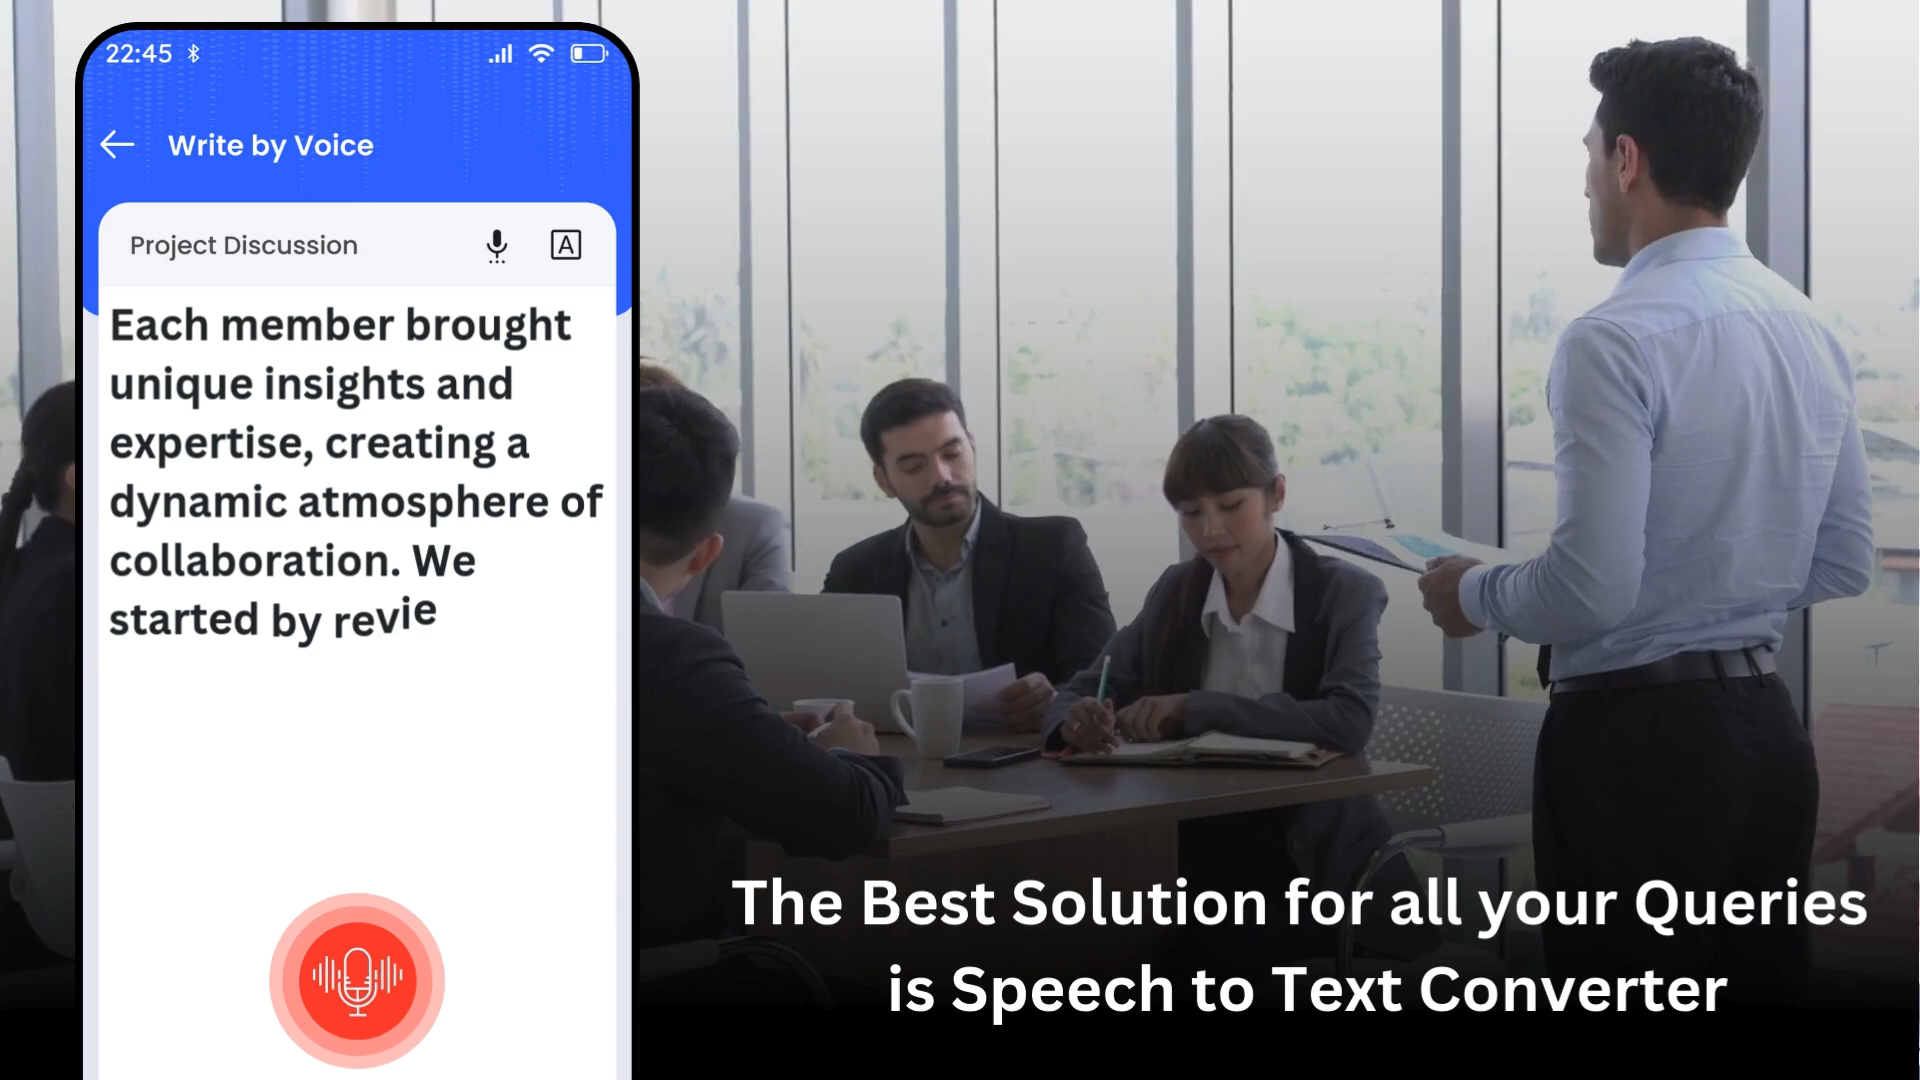 22:45
Write by Voice
Project Discussion
A
Each member brought
unique insights and
expertise, creating a
dynamic atmosphere of
collaboration. We
started by revie
The Best Solution for all your Queries
is Speech to Text Converter